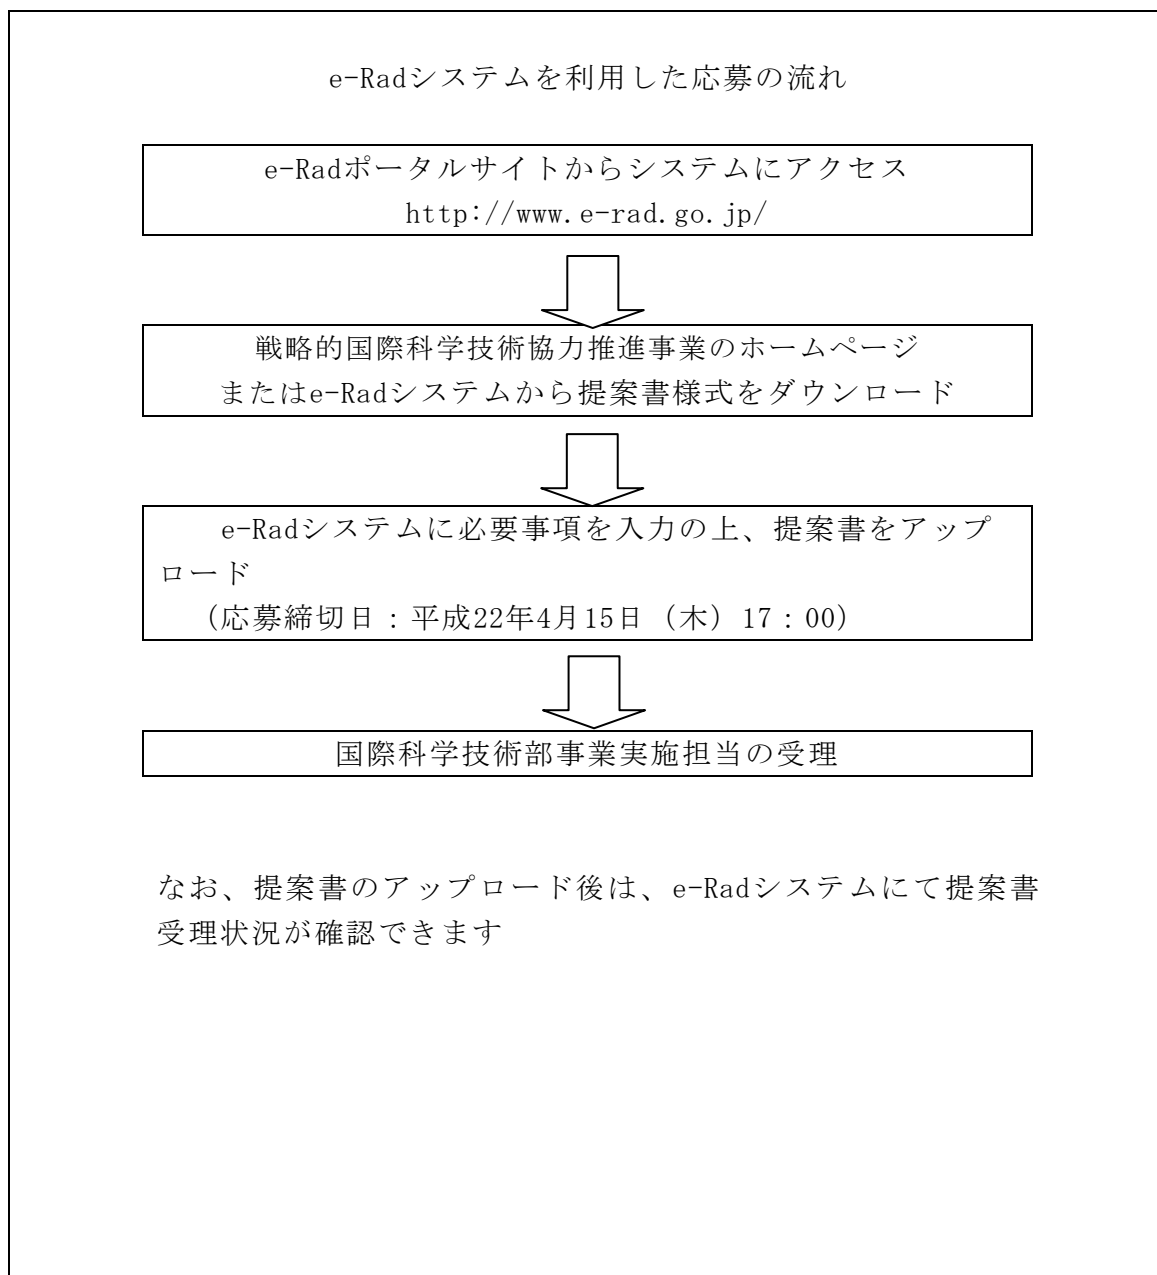 e-Radシステムを利用した応募の流れ
e-Radポータルサイトからシステムにアクセス
http://www.e-rad.go.jp/
戦略的国際科学技術協力推進事業のホームページ
またはe-Radシステムから提案書様式をダウンロード
e-Radシステムに必要事項を入力の上、提案書をアップ
ロード
（応募締切日：平成22年4月15日（木）17：00）
国際科学技術部事業実施担当の受理
なお、提案書のアップロード後は、e-Radシステムにて提案書
受理状況が確認できます